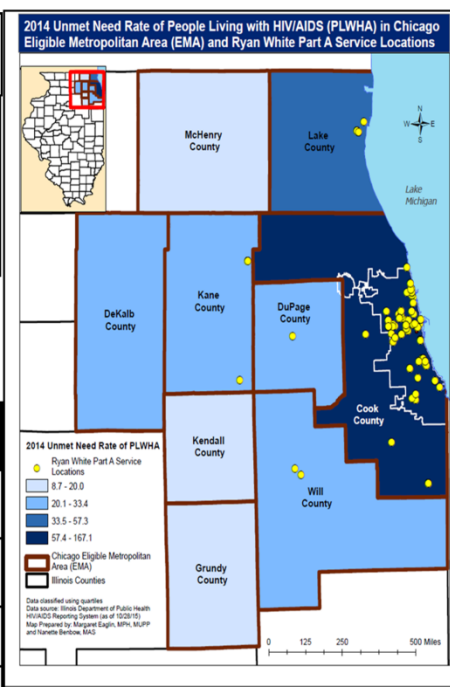 2014 Unmet Need Rate of People Living with HIV/AIDS (PLWHA) in Chicago
Eligible Metropolitan Area (EMA) and Ryan White Part A Service Locations
McHenry
County
Lake
County
N
W
E
S
Lake
Michigan
DeKalb
County
Kane
County
DuPage
County
Cook
County
Kendall
County
Will
County
Grundy
County
2014 Unmet Need Rate of PLWHA
Ryan White Part A Service
Locations
8.7 - 20.0
20.1 - 33.4
33.5 - 57.3
57.4 - 167.1
Chicago Eligible Metropolitan
Area (EMA)
Illinois Counties
Data classified using quartiles
Data source: Illinois Department of Public Health
HIV/AIDS Reporting System (as of 10/28/15)
Map Prepared by: Margaret Eaglin, MPH, MUPP
and Nanette Benbow, MAS
0 125 250 500 Miles